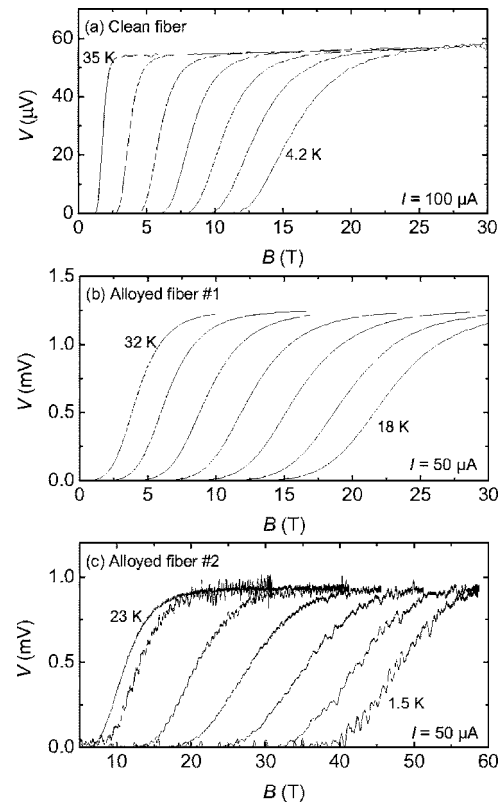 (a) Clean fiber
60
40
20
0
V (μV)
35 K
4.2 K
I = 100 μA
0 5 10 15 20 25 30
B (T)
(b) Alloyed fiber #1
1.5
1.0
0.5
0.0
V (mV)
32 K
18 K
I = 50 μA
0 5 10 15 20 25 30
B (T)
(c) Alloyed fiber #2
1.0
0.5
0.0
V (mV)
23 K
1.5 K
I = 50 μA
10 20 30 40 50 60
B (T)